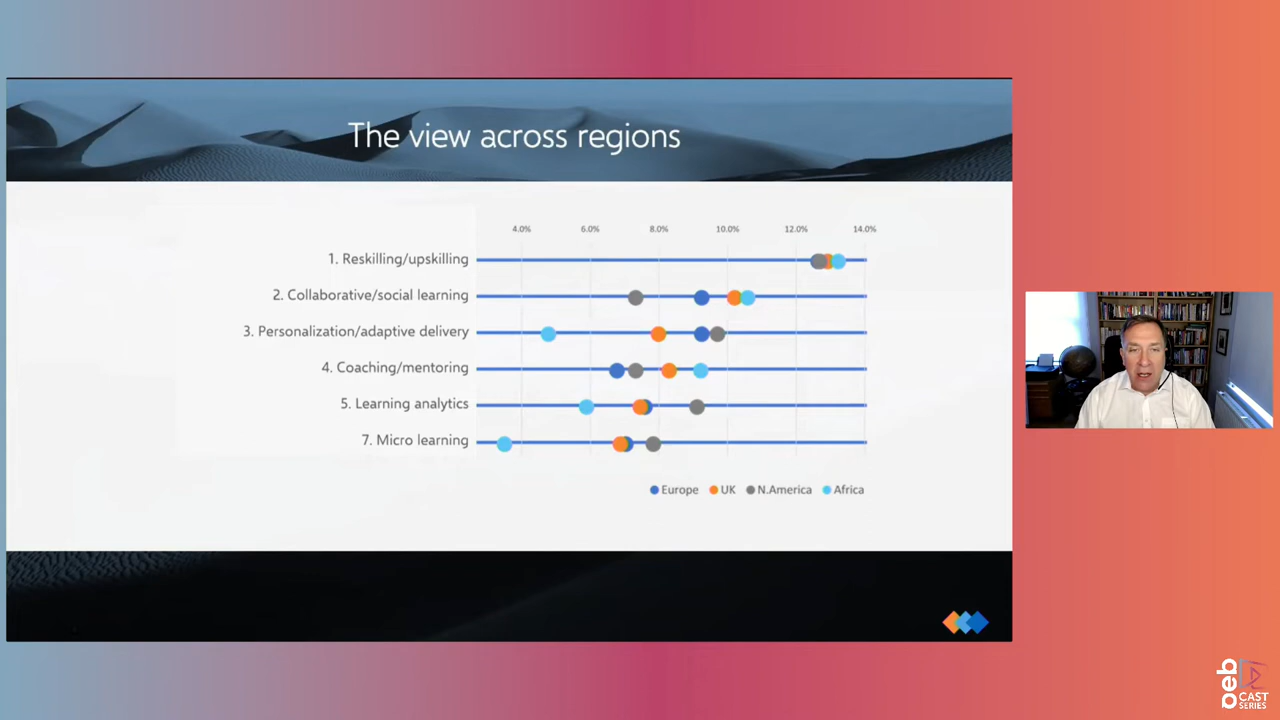 The view across regions
4.0% 6.0% 8.0% 10.0% 12.0% 14.0%
1. Reskilling/upskilling
2. Collaborative/social learning
3. Personalization/adaptive delivery
4. Coaching/mentoring
5. Learning analytics
7. Micro learning
Europe UK N.America Africa
oeb
CAST
SERIES